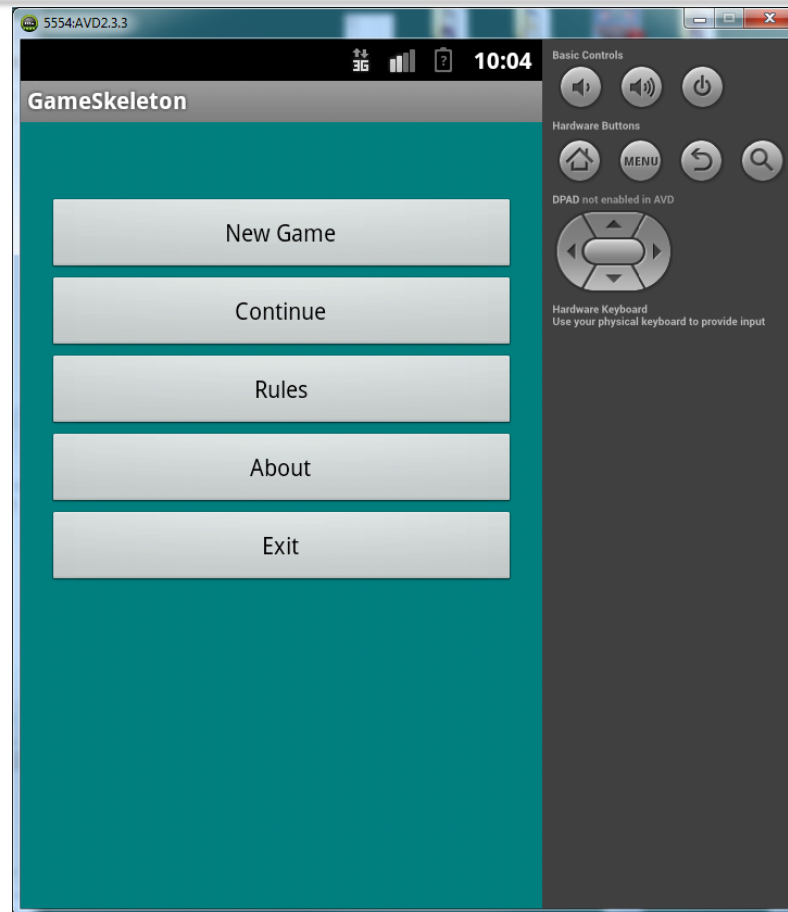 5554:AVD2.3.3
3G ? 10:04
GameSkeleton
New Game
Continue
Rules
About
Exit
Basic Controls
Hardware Buttons
MENU
DPAD not enabled in AVD
Hardware Keyboard
Use your physical keyboard to provide input